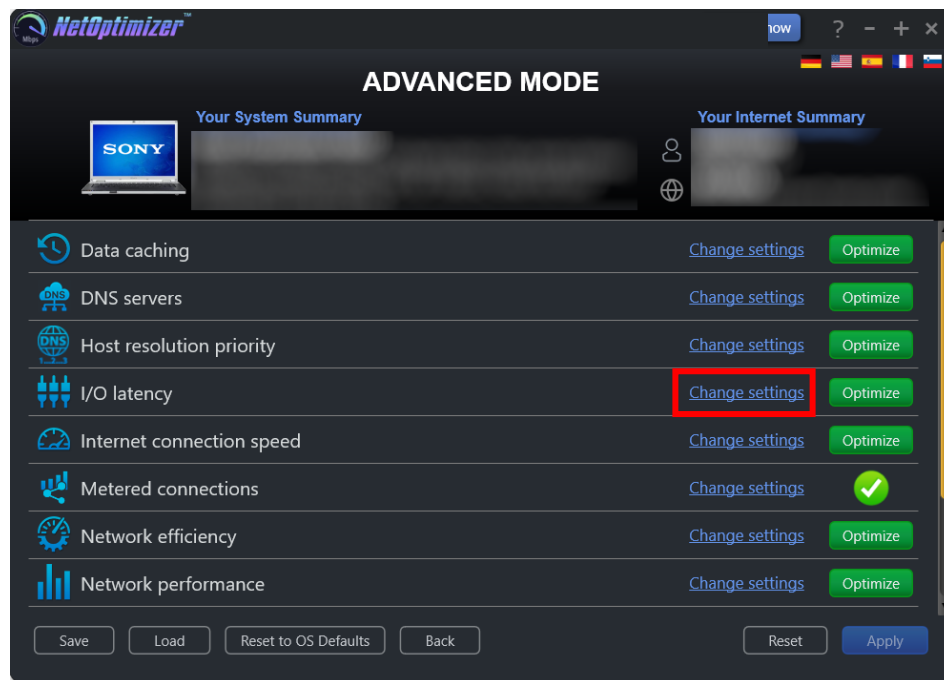 Mbps NetOptimizer™ now ? - + ×
ADVANCED MODE
Your System Summary Your Internet Summary
SONY
Data caching Change settings Optimize
DNS DNS servers Change settings Optimize
DNS Host resolution priority Change settings Optimize
1..2..3
I/O latency Change settings Optimize
Internet connection speed Change settings Optimize
Metered connections Change settings
Network efficiency Change settings Optimize
Network performance Change settings Optimize
Save Load Reset to OS Defaults Back Reset Apply